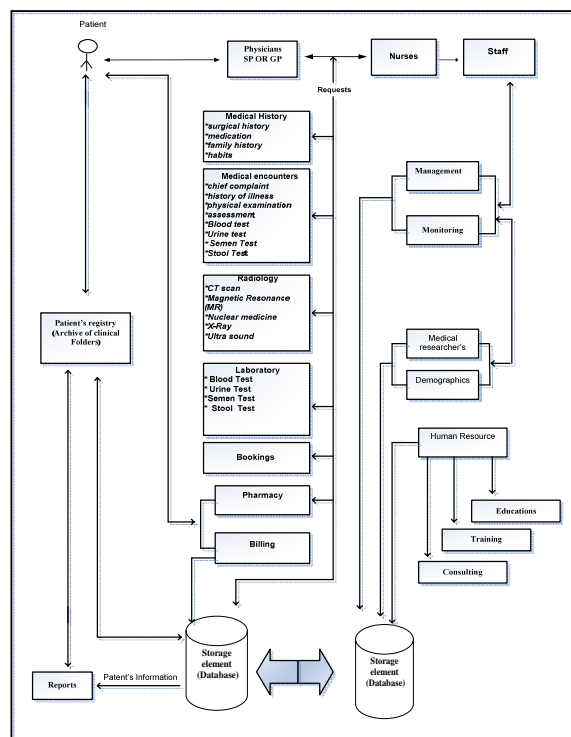 Patient
Physicians
SP OR GP
Nurses
Staff
Requests
Medical History
*surgical history
*medication
*family history
*habits
Medical encounters
*chief complaint
*history of illness
*physical examination
*assessment
*Blood test
*Urine test
*Semen Test
*Stool Test
Management
Monitoring
Radiology
*CT scan
*Magnetic Resonance
(MR)
*Nuclear medicine
*X-Ray
*Ultra sound
Patient's registry
(Archive of clinical
Folders)
Medical
researcher's
Demographics
Laboratory
* Blood Test
* Urine Test
*Semen Test
* Stool Test
Human Resource
Bookings
Pharmacy
Educations
Training
Billing
Consulting
Storage
element
(Database)
Storage
element
(Database)
Reports
Patent's Information